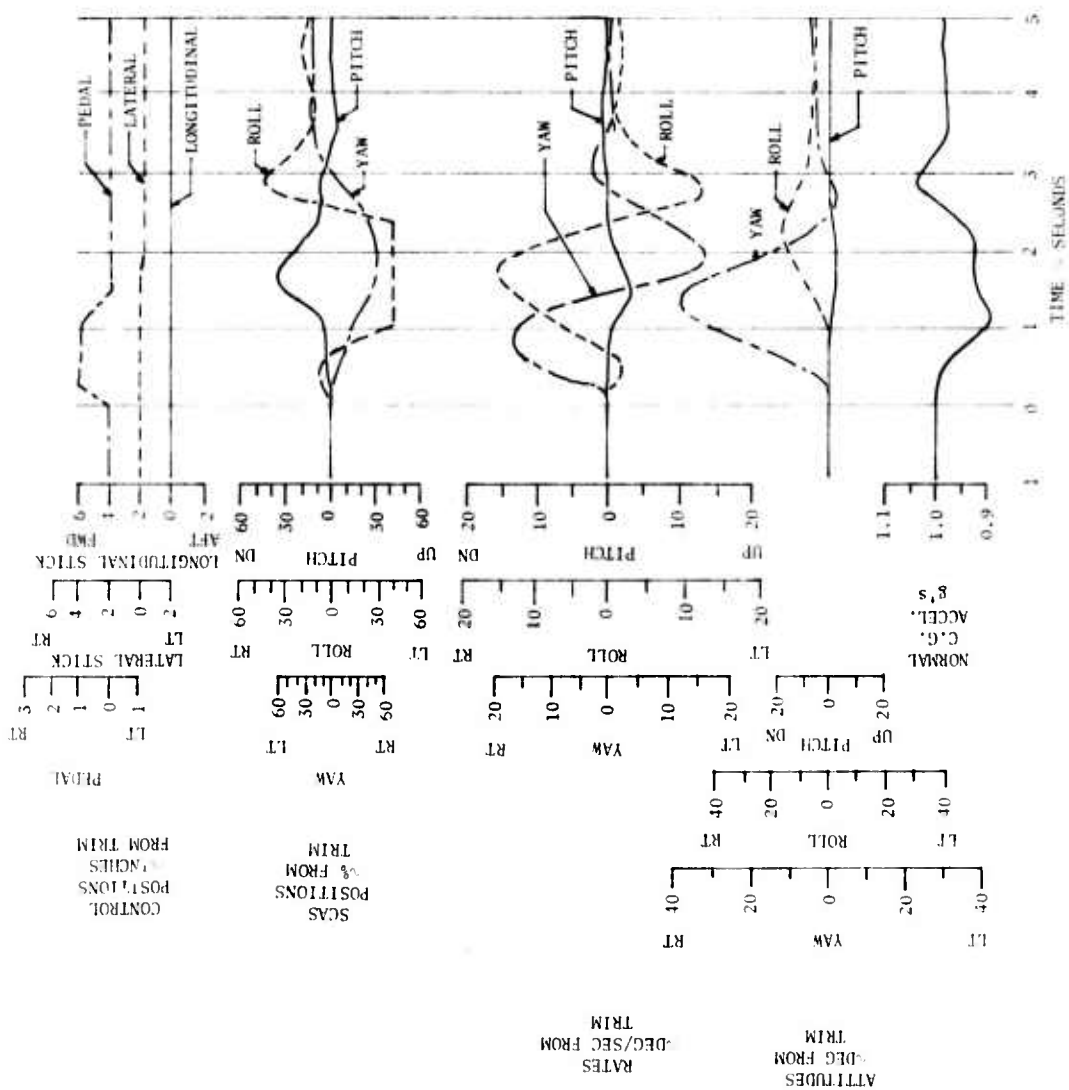 CONTROL
POSITIONS
INCHES
FROM TRIM
PEDAL
RT
3
2
1
0
1
LT
LATERAL STICK
RT
6
4
2
0
2
LT
LONGITUDINAL STICK
FWD
6
4
2
0
2
AFT
PEDAL
LATERAL
LONGITUDINAL
SCAS
POSITIONS
~% FROM
TRIM
YAW
LT
60
30
0
30
60
RT
ROLL
RT
60
30
0
30
60
LT
PITCH
DN
60
30
0
30
60
UP
ROLL
YAW
PITCH
RATES
~DEG/SEC FROM
TRIM
YAW
RT
20
10
0
10
20
LT
ROLL
RT
20
10
0
10
20
LT
PITCH
DN
20
10
0
10
20
UP
YAW
PITCH
ROLL
ATTITUDES
~DEG FROM
TRIM
YAW
RT
40
20
0
20
40
LT
ROLL
RT
40
20
0
20
40
LT
PITCH
DN
20
0
20
UP
YAW
ROLL
PITCH
NORMAL
C.G.
ACCEL.
g's
1.1
1.0
0.9
1 0 1 2 3 4 5
TIME ~ SECONDS